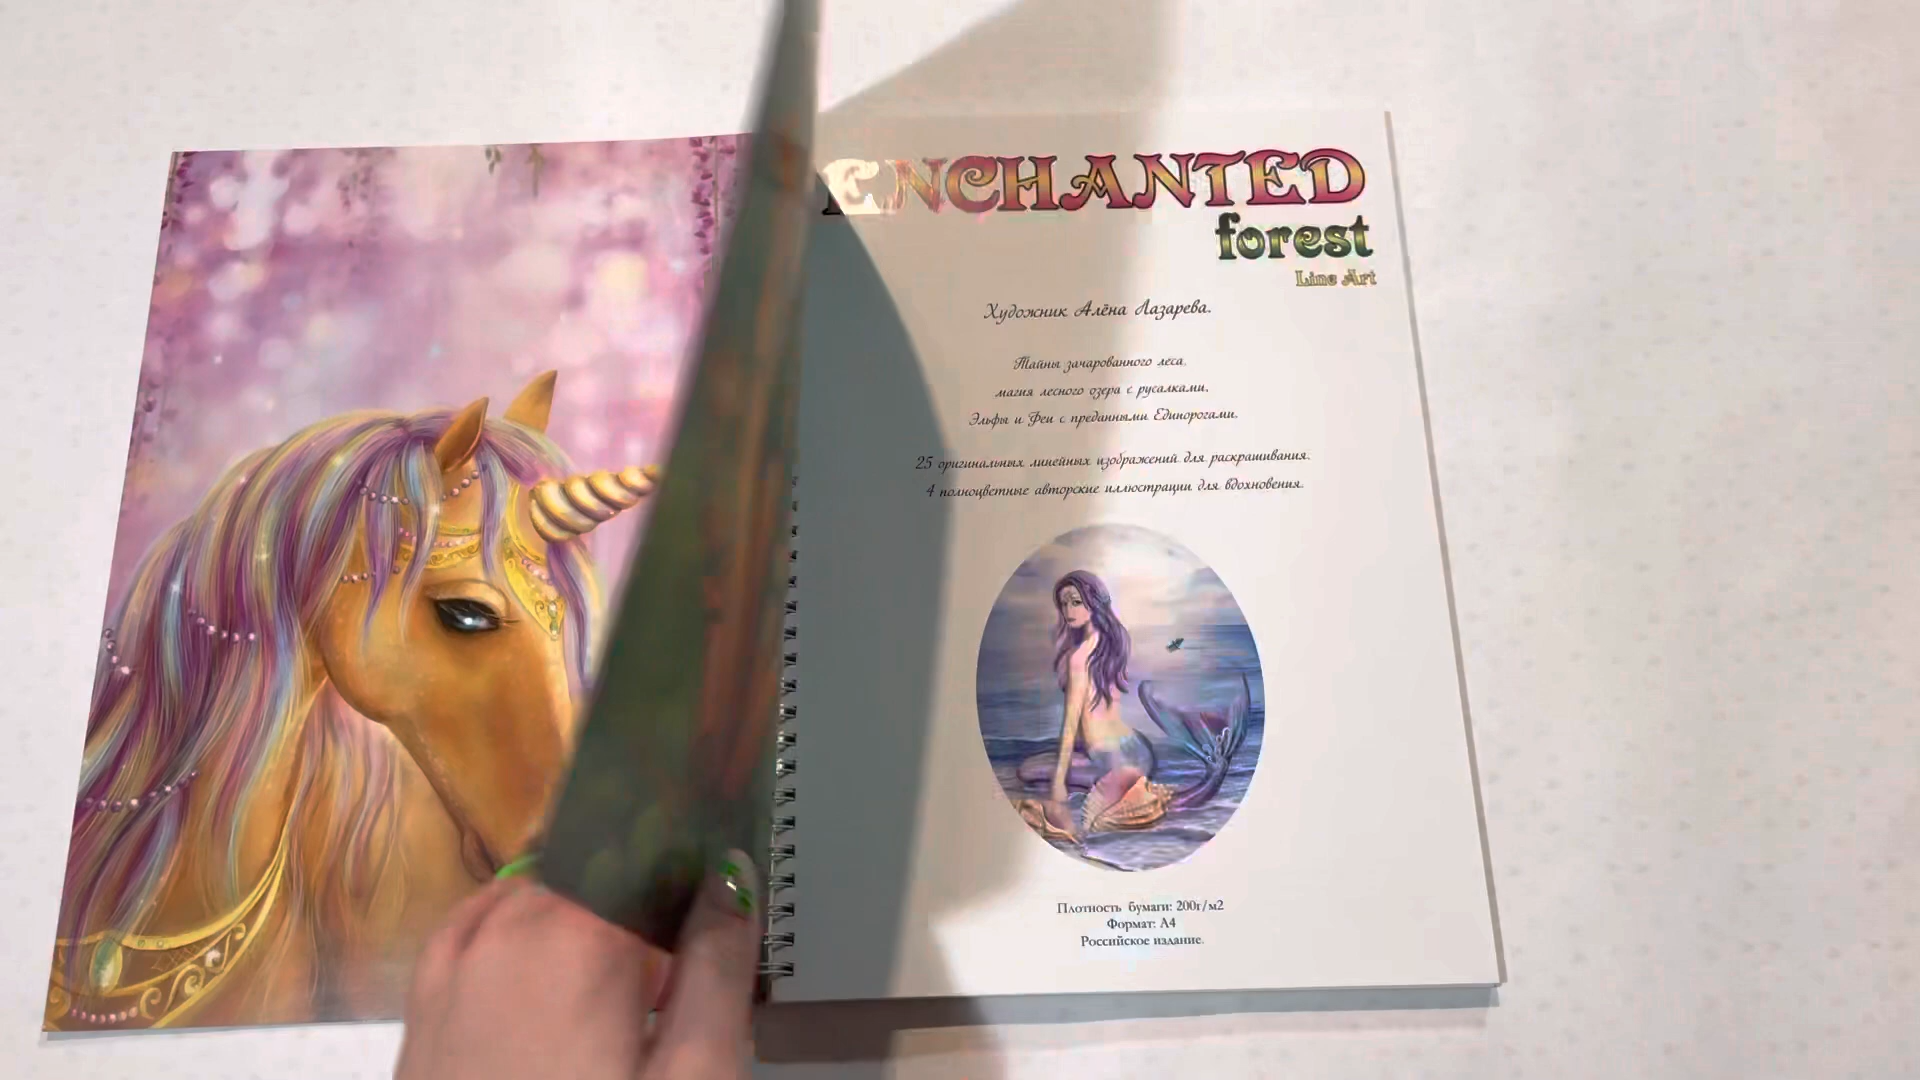 ENCHANTED
forest
Line Art
Художник Алёна Лазарева.
Тайны зачарованного леса,
магия лесного озера с русалками,
Эльфы и Феи с преданными Единорогами.
25 оригинальных линейных изображений для раскрашивания.
4 полноцветные авторские иллюстрации для вдохновения.
Плотность бумаги: 200г/м2
Формат: А4
Российское издание.